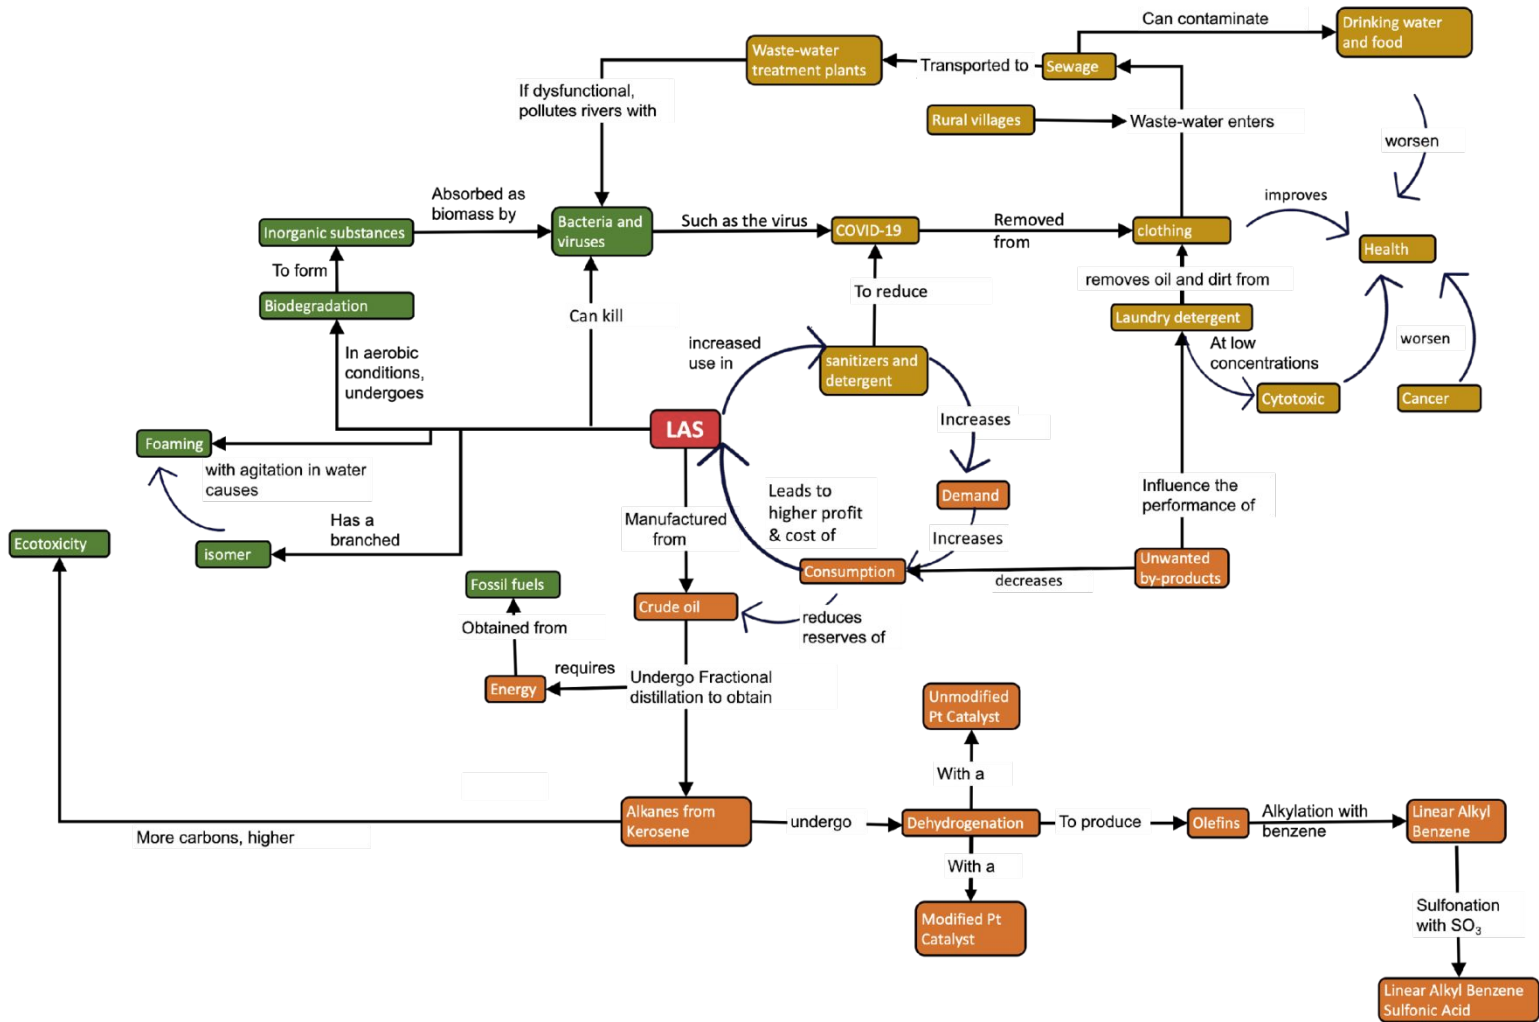 Can contaminate
Drinking water
and food
Waste-water
treatment plants
Transported to
Sewage
If dysfunctional,
pollutes rivers with
Rural villages
Waste-water enters
worsen
Absorbed as
biomass by
improves
Inorganic substances
Bacteria and
viruses
Such as the virus
COVID-19
Removed
from
clothing
Health
To form
removes oil and dirt from
Biodegradation
Can kill
To reduce
Laundry detergent
In aerobic
conditions,
undergoes
increased
use in
sanitizers and
detergent
At low
concentrations
worsen
Cytotoxic
Cancer
LAS
Increases
Foaming
with agitation in water
causes
Leads to
higher profit
& cost of
Demand
Influence the
performance of
Has a
branched
Manufactured
from
Increases
Ecotoxicity
isomer
Fossil fuels
Consumption
decreases
Unwanted
by-products
Crude oil
reduces
reserves of
Obtained from
requires
Energy
Undergo Fractional
distillation to obtain
Unmodified
Pt Catalyst
With a
Alkanes from
Kerosene
More carbons, higher
undergo
Dehydrogenation
To produce
Olefins
Alkylation with
benzene
Linear Alkyl
Benzene
With a
Modified Pt
Catalyst
Sulfonation
with SO₃
Linear Alkyl Benzene
Sulfonic Acid